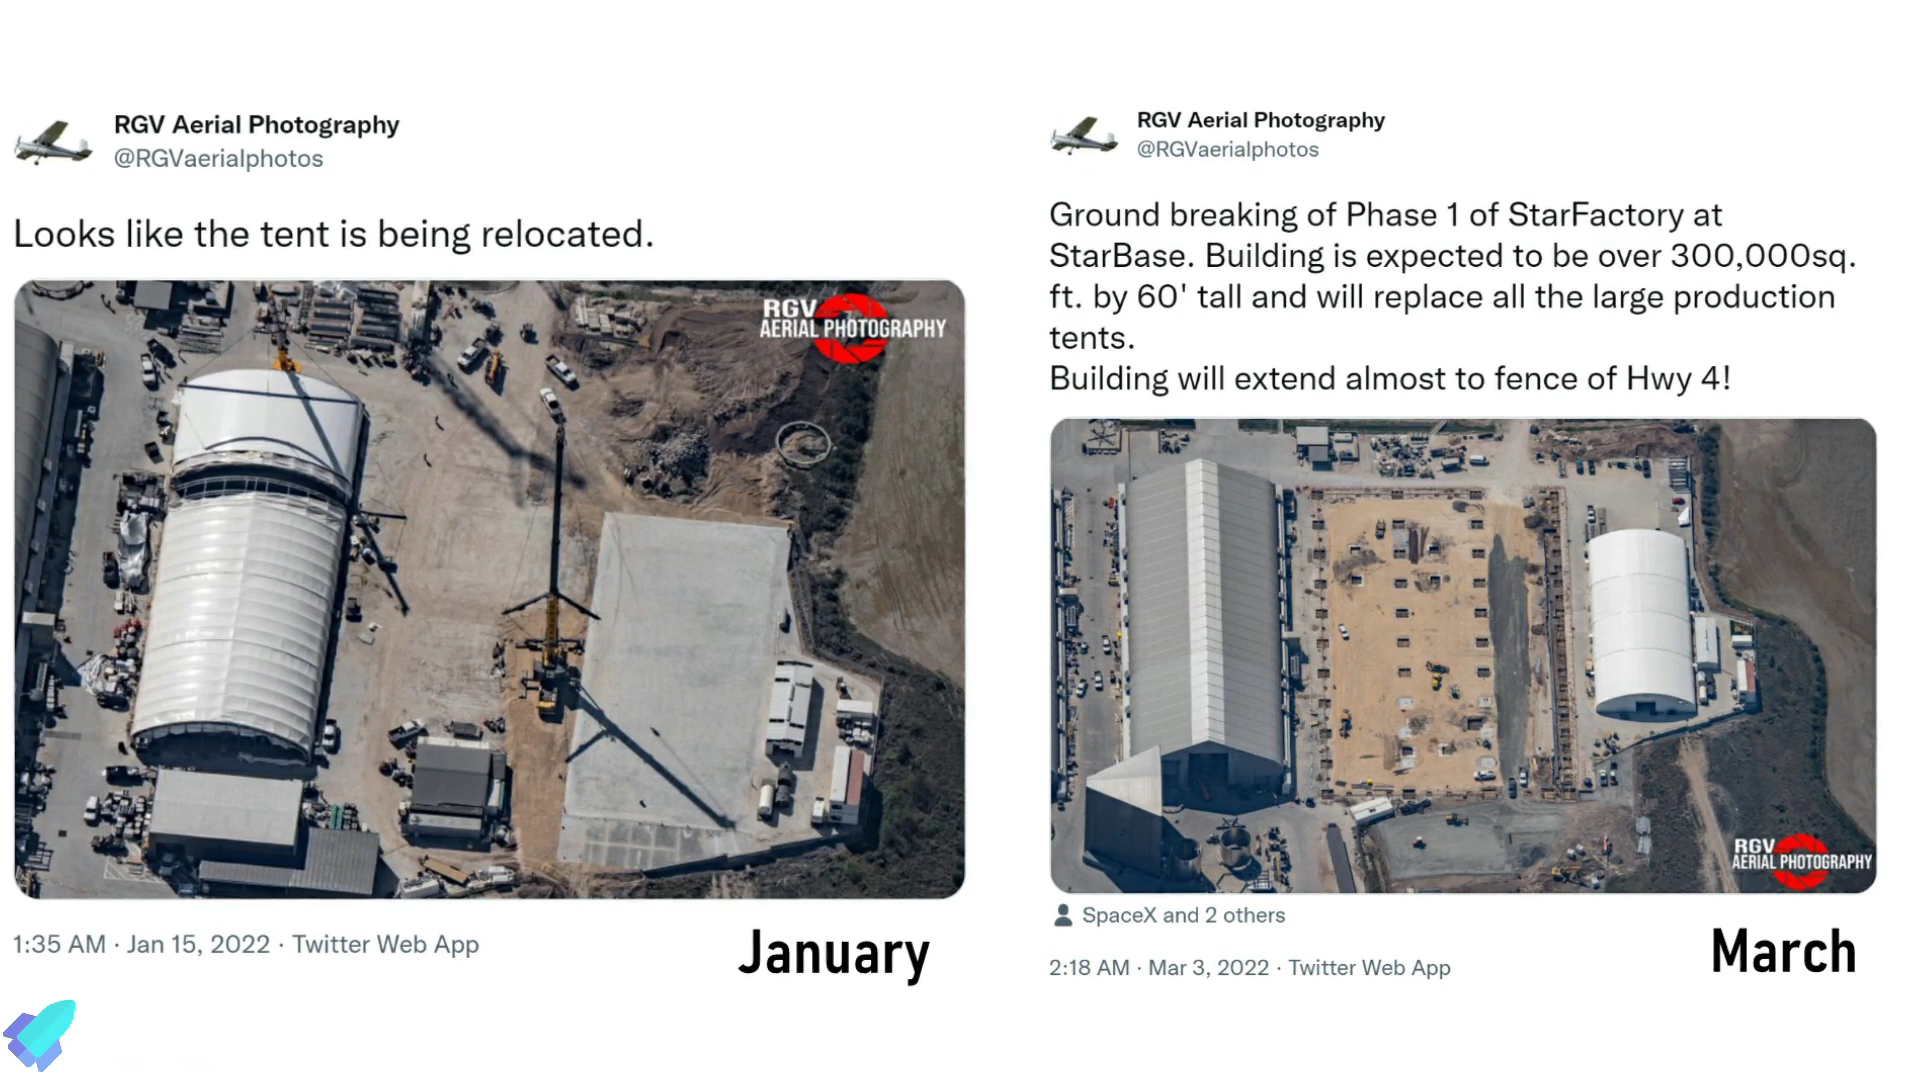 RGV Aerial Photography
@RGVaerialphotos
Looks like the tent is being relocated.
RGV
AERIAL PHOTOGRAPHY
1:35 AM · Jan 15, 2022 · Twitter Web App
January
RGV Aerial Photography
@RGVaerialphotos
Ground breaking of Phase 1 of StarFactory at
StarBase. Building is expected to be over 300,000sq.
ft. by 60' tall and will replace all the large production
tents.
Building will extend almost to fence of Hwy 4!
RGV
AERIAL PHOTOGRAPHY
SpaceX and 2 others
2:18 AM · Mar 3, 2022 · Twitter Web App
March